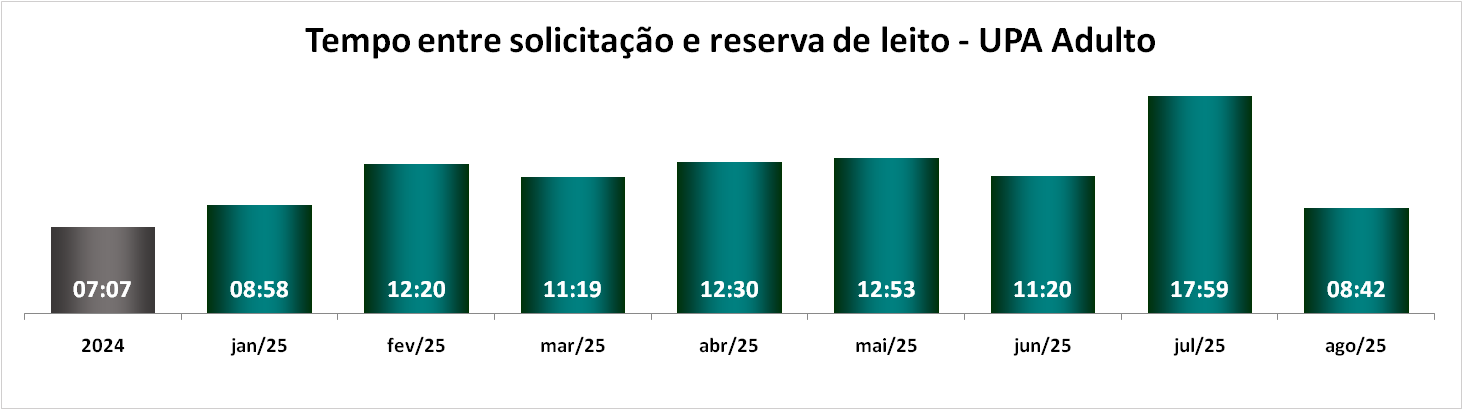 Tempo entre solicitação e reserva de leito - UPA Adulto
07:07 08:58 12:20 11:19 12:30 12:53 11:20 17:59 08:42
2024 jan/25 fev/25 mar/25 abr/25 mai/25 jun/25 jul/25 ago/25